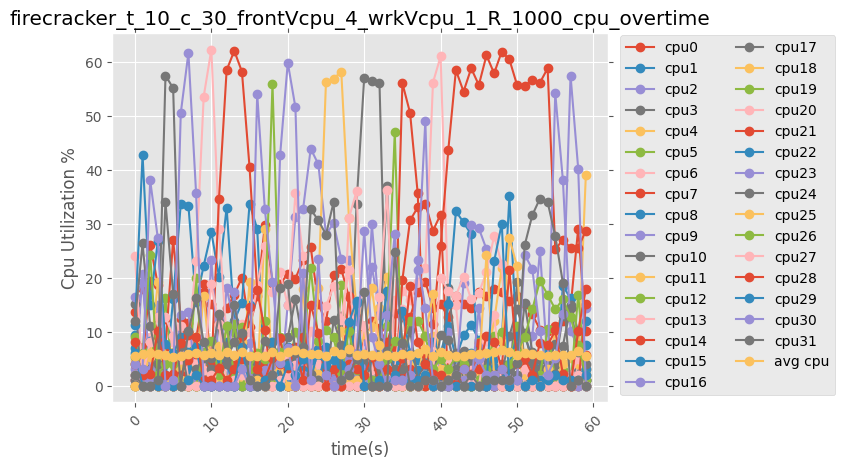 firecracker_t_10_c_30_frontVcpu_4_wrkVcpu_1_R_1000_cpu_overtime
Cpu Utilization %
60
50
40
30
20
10
0
0
10
20
30
40
50
60
time(s)
cpu0
cpu1
cpu2
cpu3
cpu4
cpu5
cpu6
cpu7
cpu8
cpu9
cpu10
cpu11
cpu12
cpu13
cpu14
cpu15
cpu16
cpu17
cpu18
cpu19
cpu20
cpu21
cpu22
cpu23
cpu24
cpu25
cpu26
cpu27
cpu28
cpu29
cpu30
cpu31
avg cpu